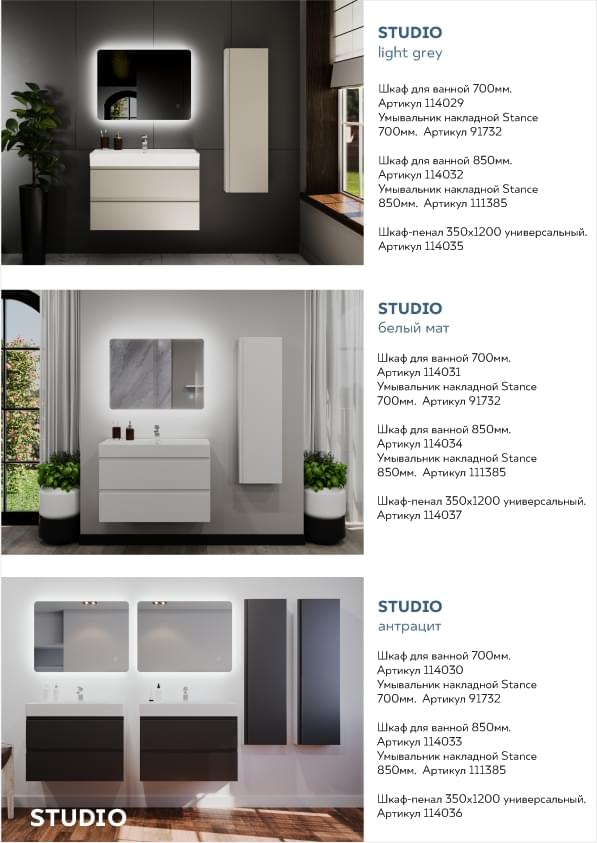 STUDIO
light grey
Шкаф для ванной 700мм.
Артикул 114029
Умывальник накладной Stance
700мм. Артикул 91732
Шкаф для ванной 850мм.
Артикул 114032
Умывальник накладной Stance
850мм. Артикул 111385
Шкаф-пенал 350х1200 универсальный.
Артикул 114035
STUDIO
белый мат
Шкаф для ванной 700мм.
Артикул 114031
Умывальник накладной Stance
700мм. Артикул 91732
Шкаф для ванной 850мм.
Артикул 114034
Умывальник накладной Stance
850мм. Артикул 111385
Шкаф-пенал 350х1200 универсальный.
Артикул 114037
STUDIO
антрацит
Шкаф для ванной 700мм.
Артикул 114030
Умывальник накладной Stance
700мм. Артикул 91732
Шкаф для ванной 850мм.
Артикул 114033
Умывальник накладной Stance
850мм. Артикул 111385
Шкаф-пенал 350х1200 универсальный.
Артикул 114036
STUDIO